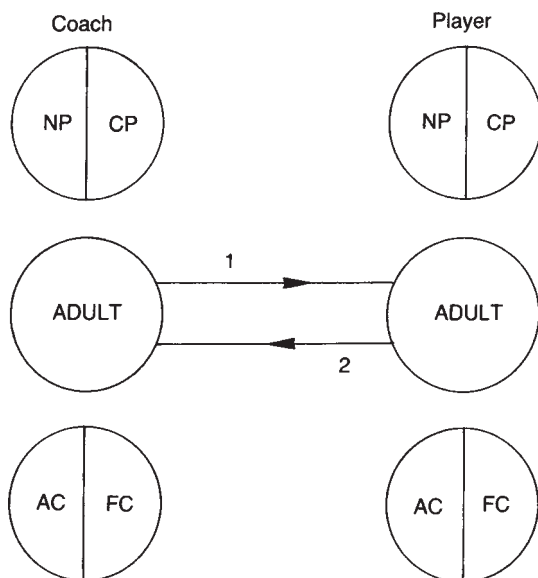 Coach Player
NP CP NP CP
1
ADULT ADULT
2
AC FC AC FC